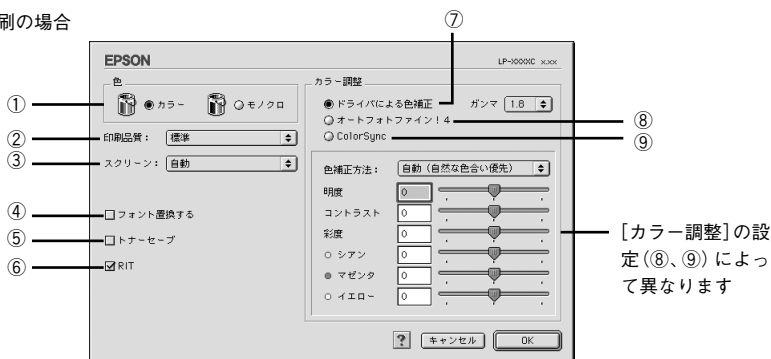 刷の場合
⑦
EPSON
LP-XXXXC x.xx
色
カラー
モノクロ
①
印刷品質： 標準
②
スクリーン： 自動
③
④
フォント置換する
⑤
トナーセーブ
⑥
RIT
カラー調整
ドライバによる色補正
ガンマ 1.8
オートフォトファイン！4
⑧
ColorSync
⑨
色補正方法： 自動（自然な色合い優先）
明度 0
コントラスト 0
彩度 0
シアン 0
マゼンタ 0
イエロー 0
[カラー調整]の設
定(⑧、⑨)によっ
て異なります
? キャンセル OK